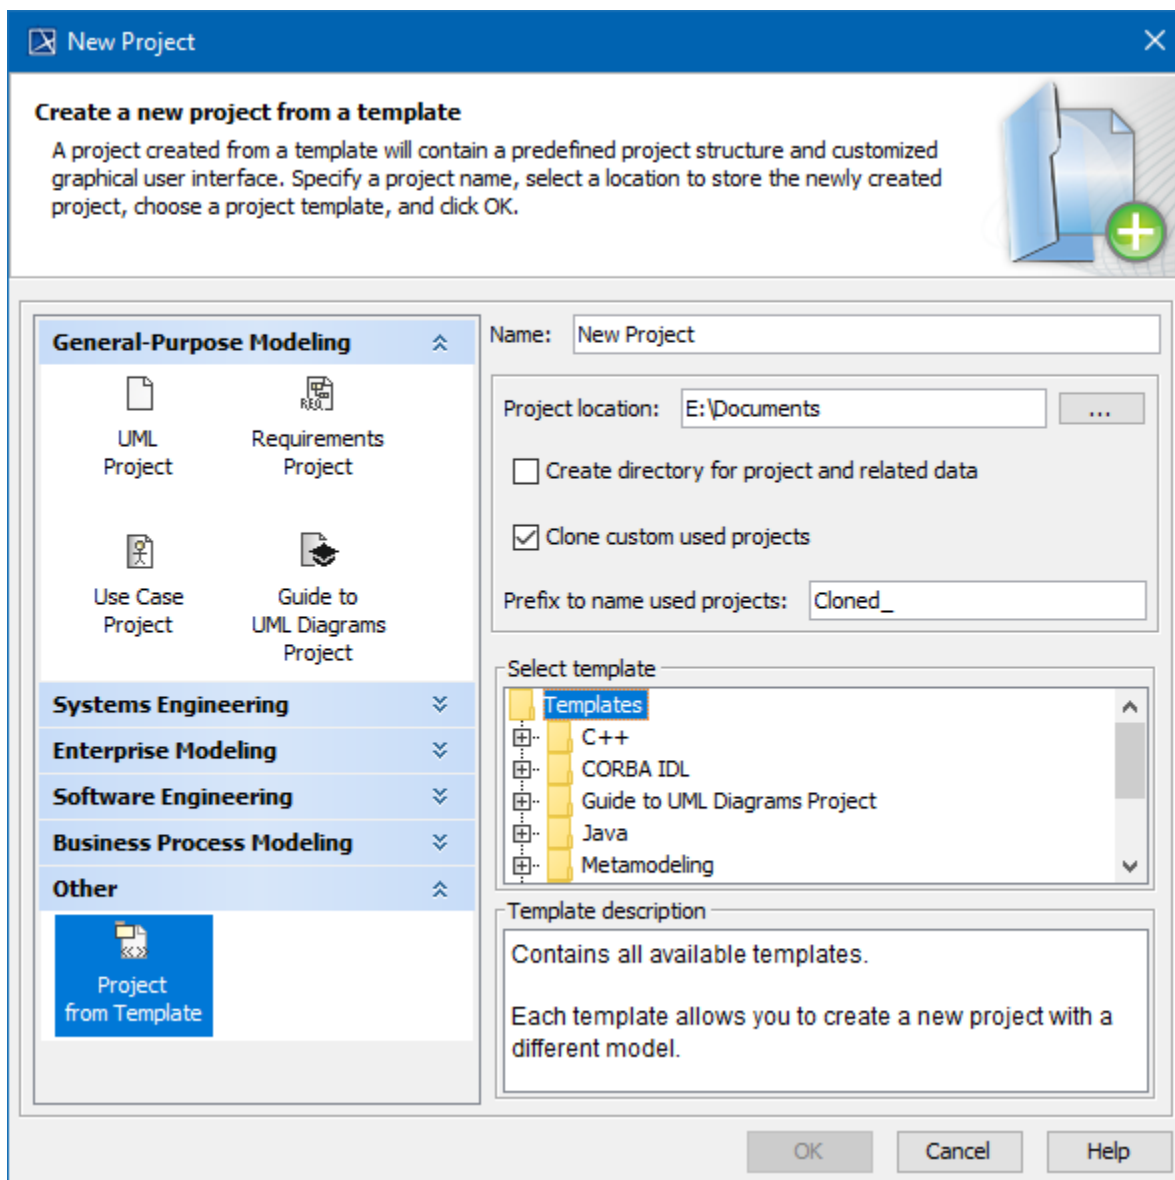 New Project
Create a new project from a template
A project created from a template will contain a predefined project structure and customized
graphical user interface. Specify a project name, select a location to store the newly created
project, choose a project template, and click OK.
General-Purpose Modeling
UML
Project
REQ
Requirements
Project
Use Case
Project
Guide to
UML Diagrams
Project
Systems Engineering
Enterprise Modeling
Software Engineering
Business Process Modeling
Other
Project
from Template
Name: New Project
Project location: E:\Documents ...
Create directory for project and related data
Clone custom used projects
Prefix to name used projects: Cloned_
Select template
Templates
C++
CORBA IDL
Guide to UML Diagrams Project
Java
Metamodeling
Template description
Contains all available templates.
Each template allows you to create a new project with a
different model.
OK Cancel Help